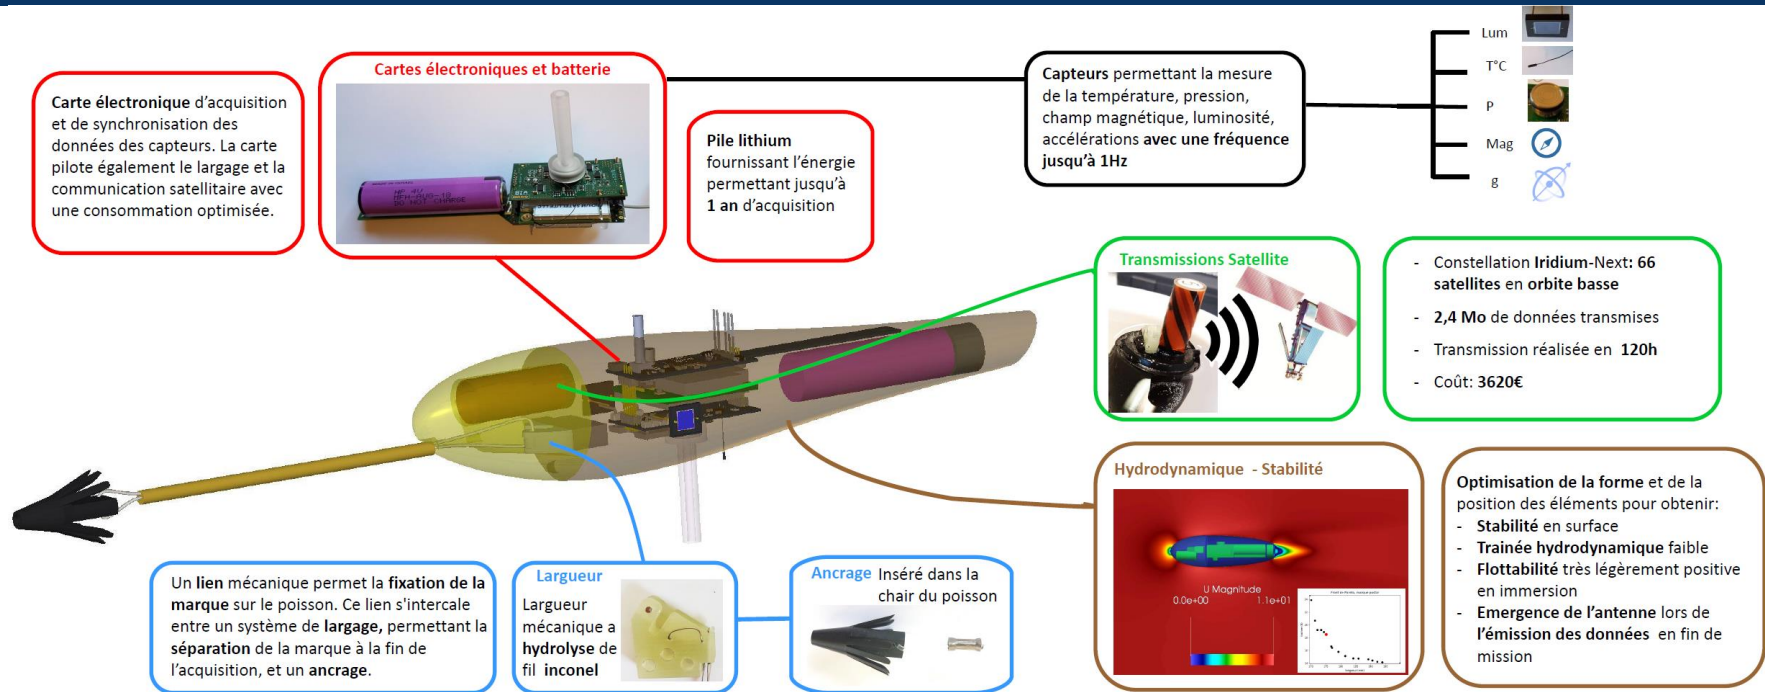 Cartes électroniques et batterie
Carte électronique d'acquisition
et de synchronisation des
données des capteurs. La carte
pilote également le largage et la
communication satellitaire avec
une consommation optimisée.
DO NOT CHARGE
Pile lithium
fournissant l'énergie
permettant jusqu'à
1 an d'acquisition
Capteurs permettant la mesure
de la température, pression,
champ magnétique, luminosité,
accélérations avec une fréquence
jusqu'à 1Hz
Lum
T°C
P
Mag
g
Transmissions Satellite
- Constellation Iridium-Next: 66
satellites en orbite basse
- 2,4 Mo de données transmises
- Transmission réalisée en 120h
- Coût: 3620€
Hydrodynamique - Stabilité
U Magnitude
0.0e+00 1.1e+01
Optimisation de la forme et de la
position des éléments pour obtenir:
- Stabilité en surface
- Trainée hydrodynamique faible
- Flottabilité très légèrement positive
en immersion
- Emergence de l'antenne lors de
l'émission des données en fin de
mission
Un lien mécanique permet la fixation de la
marque sur le poisson. Ce lien s'intercale
entre un système de largage, permettant la
séparation de la marque à la fin de
l'acquisition, et un ancrage.
Largueur
Largueur
mécanique a
hydrolyse de
fil inconel
Ancrage Inséré dans la
chair du poisson